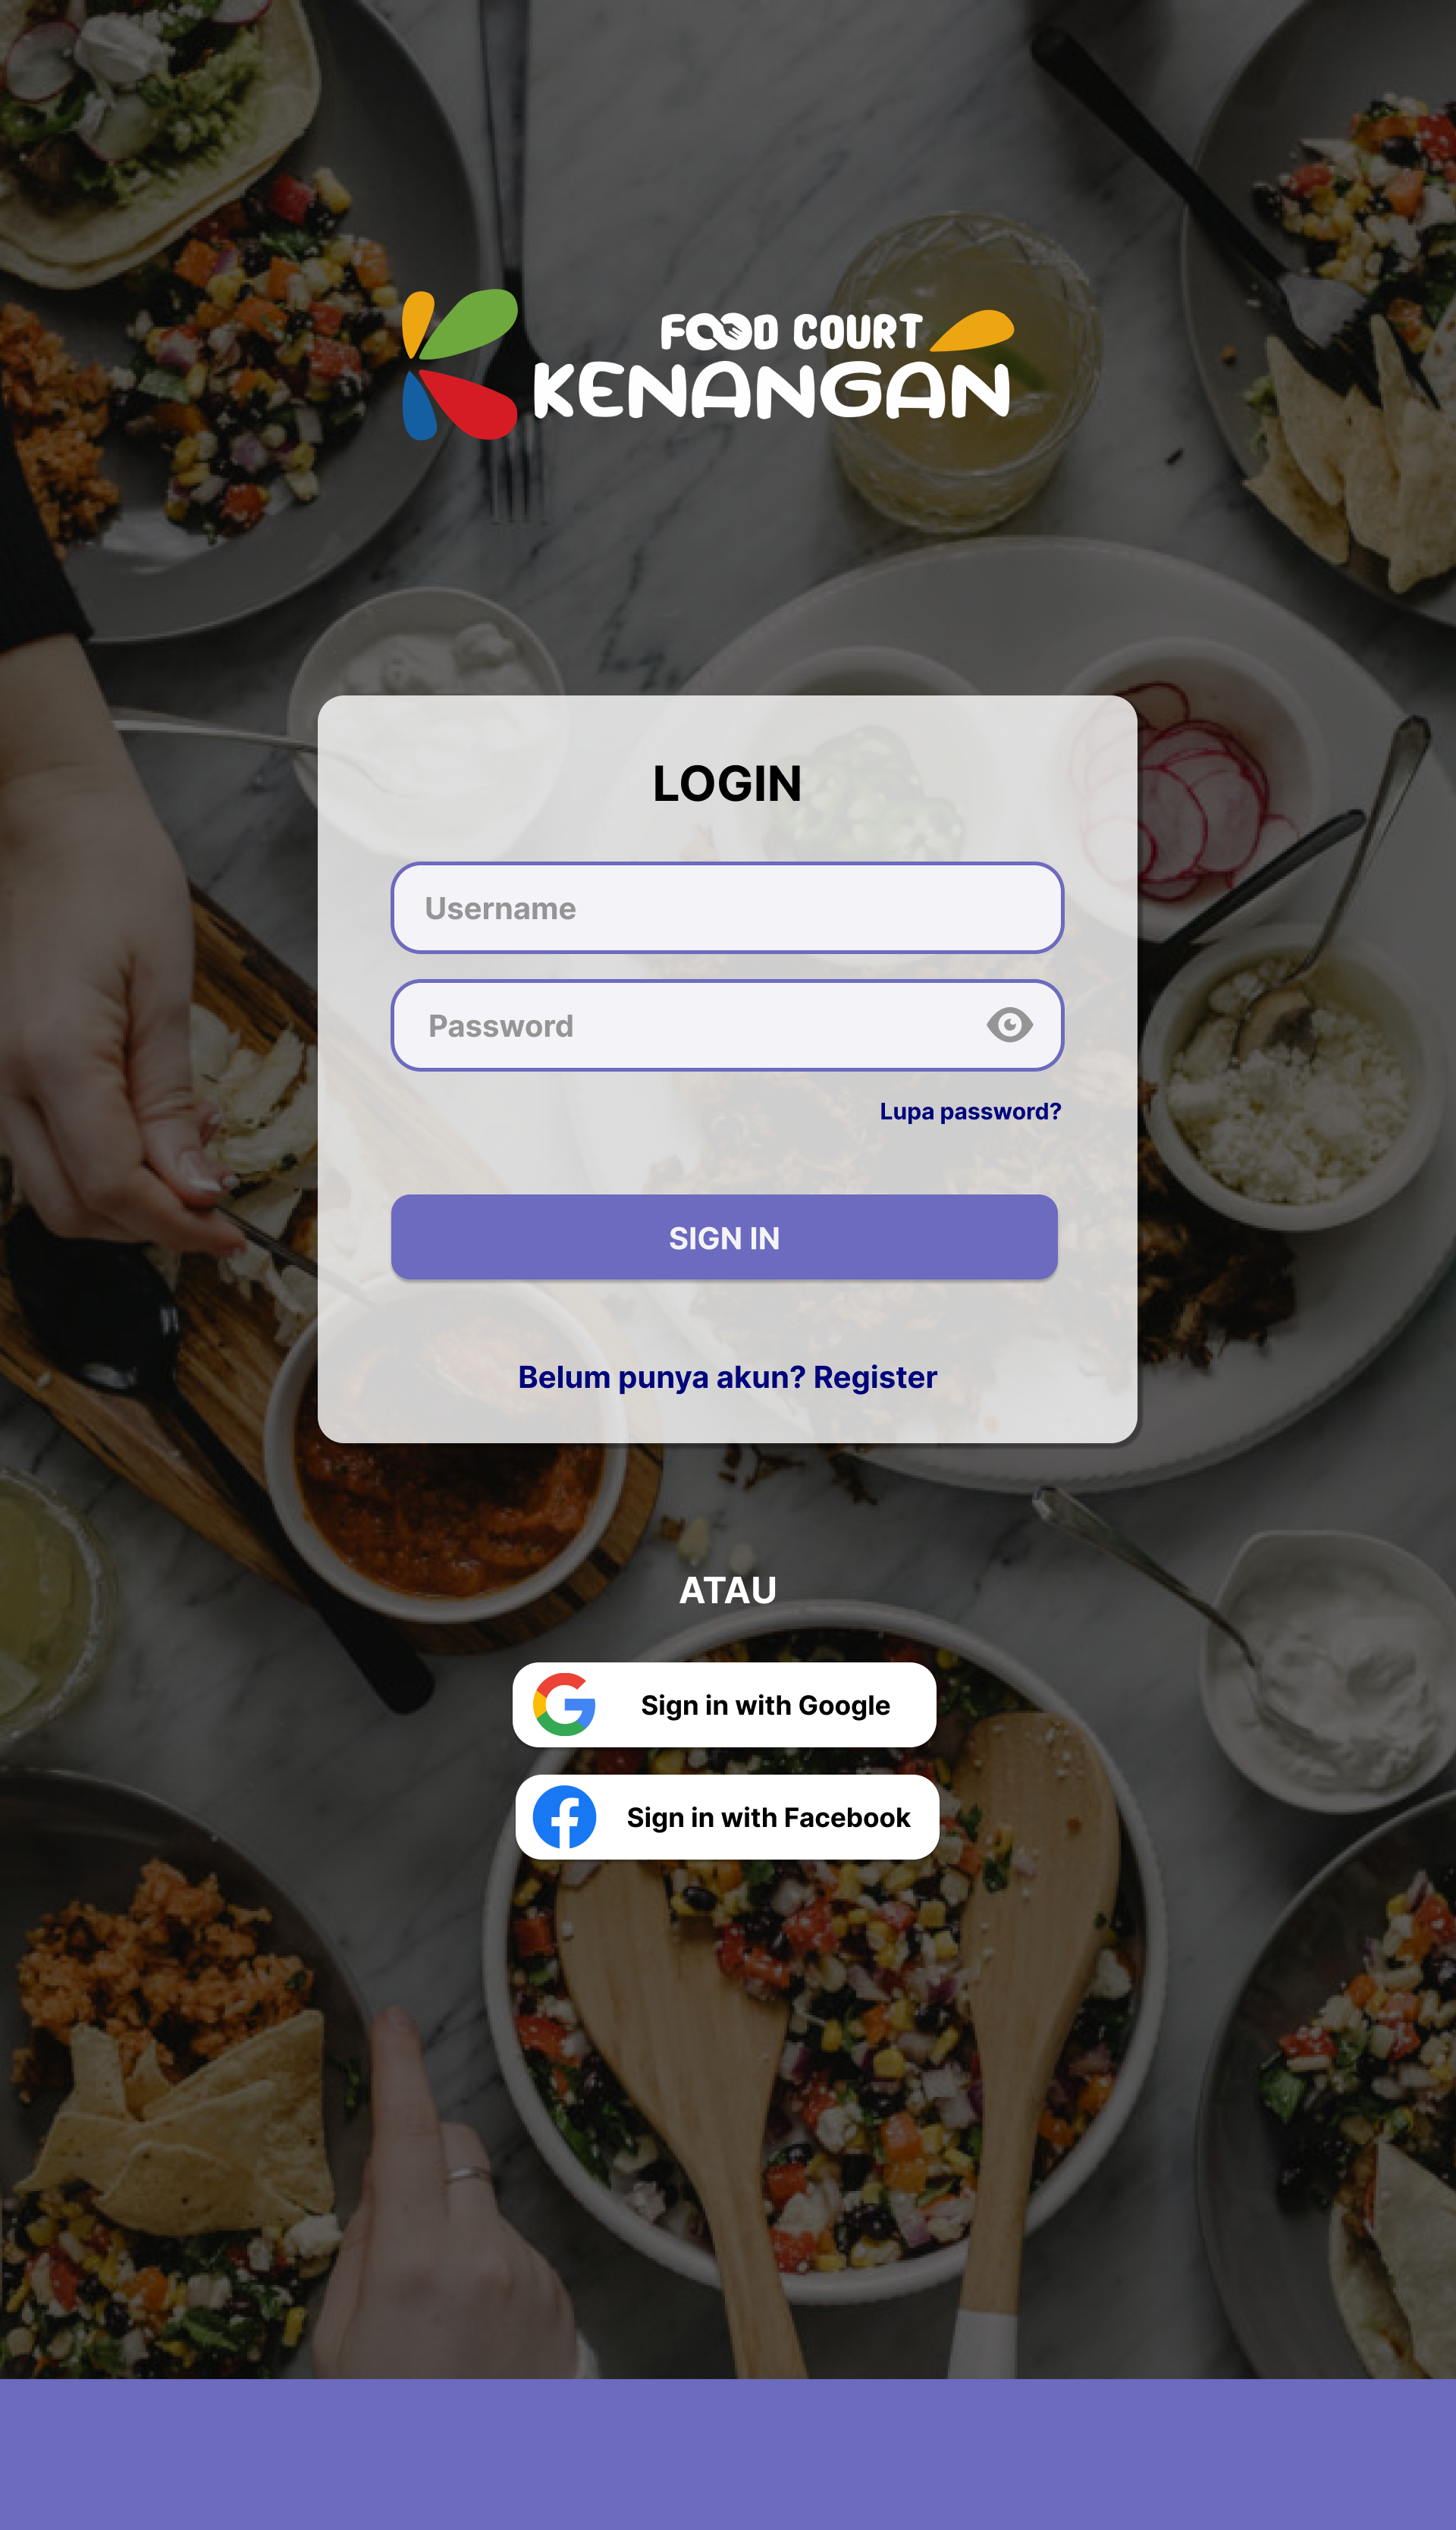 FOOD COURT
KENANGAN
LOGIN
Username
Password
Lupa password?
SIGN IN
Belum punya akun? Register
ATAU
Sign in with Google
Sign in with Facebook